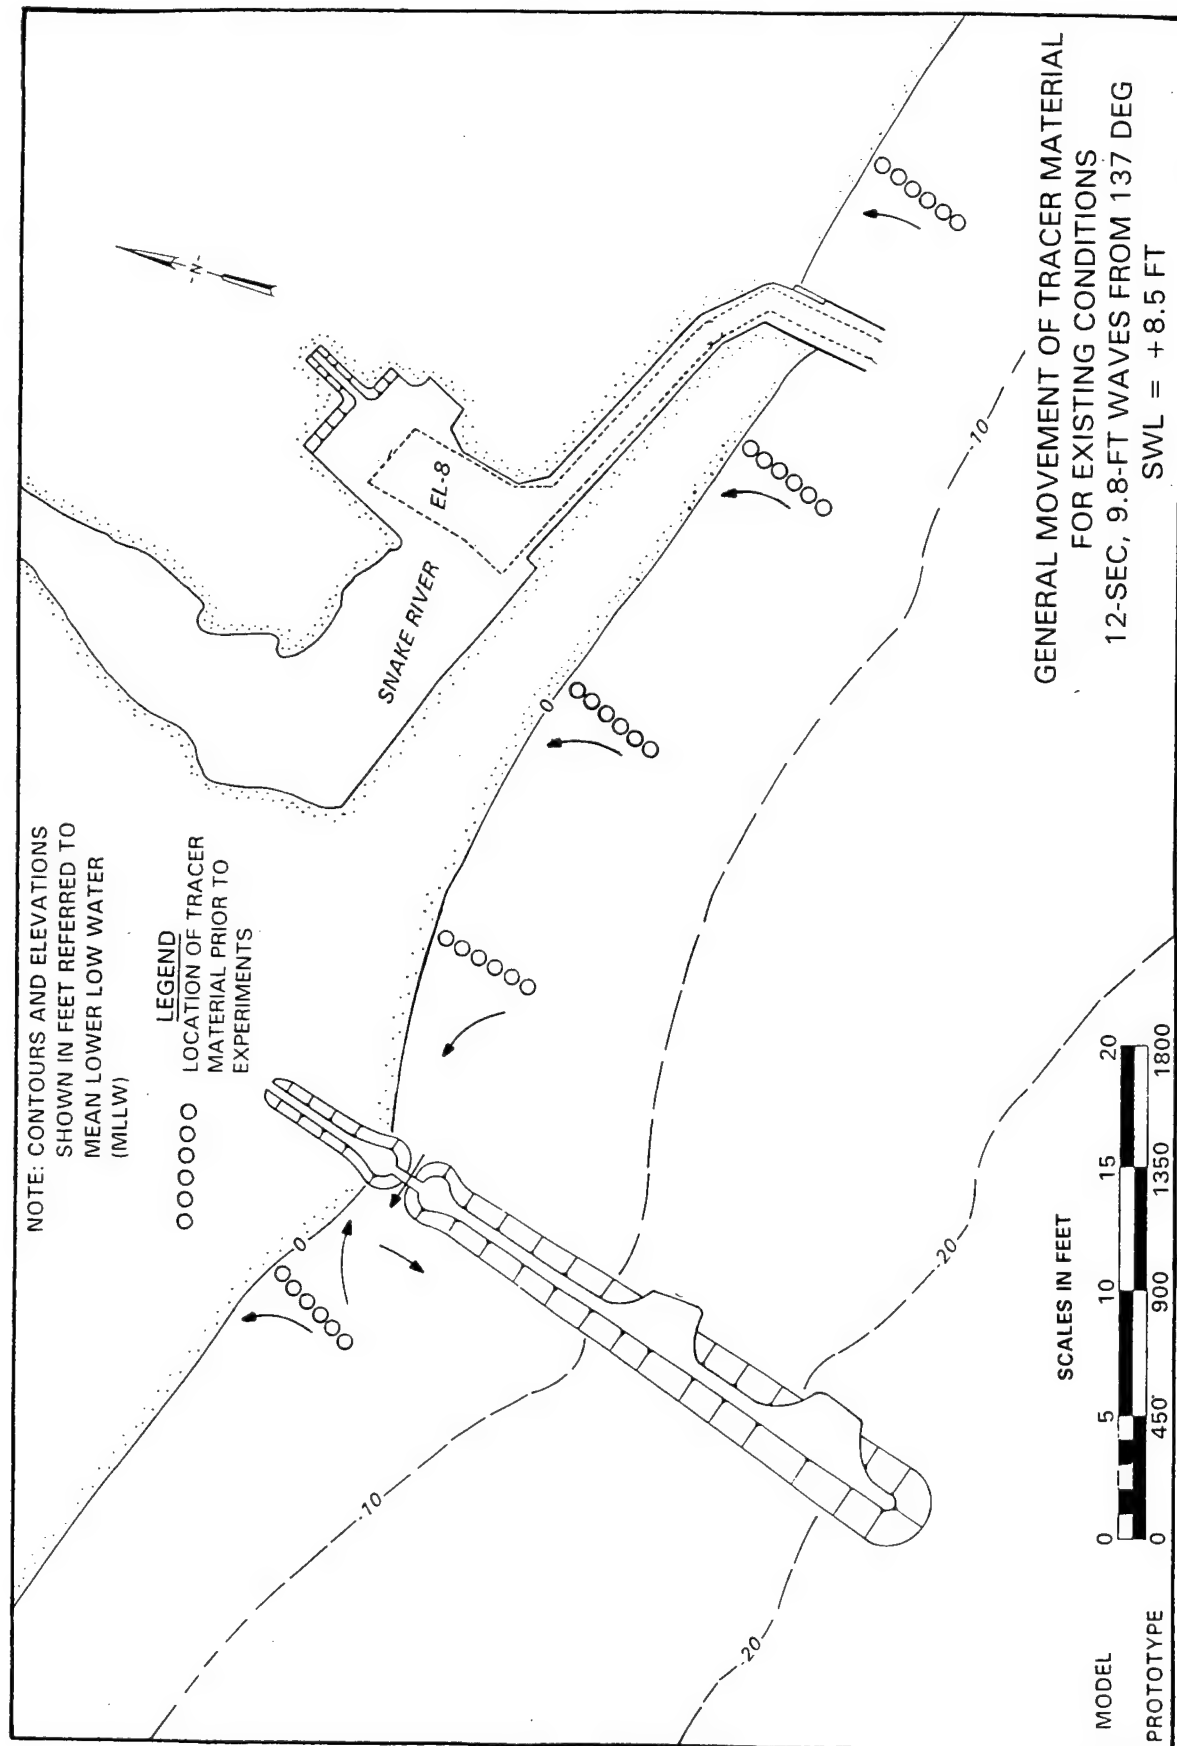 NOTE: CONTOURS AND ELEVATIONS
SHOWN IN FEET REFERRED TO
MEAN LOWER LOW WATER
(MLLW)
LEGEND
LOCATION OF TRACER
MATERIAL PRIOR TO
EXPERIMENTS
-N-
SNAKE RIVER
EL-8
0
0
-10
-10
-20
-20
SCALES IN FEET
MODEL 0 5 10 15 20
PROTOTYPE 0 450 900 1350 1800
GENERAL MOVEMENT OF TRACER MATERIAL
FOR EXISTING CONDITIONS
12-SEC, 9.8-FT WAVES FROM 137 DEG
SWL = +8.5 FT